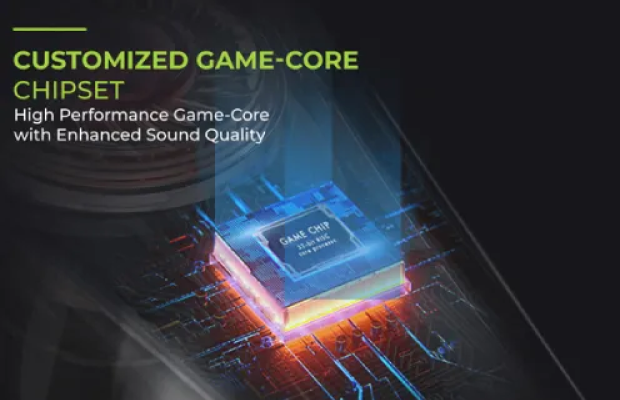 CUSTOMIZED GAME-CORE
CHIPSET
High Performance Game-Core
with Enhanced Sound Quality
GAME CHIP
32-bit RISC
core processor